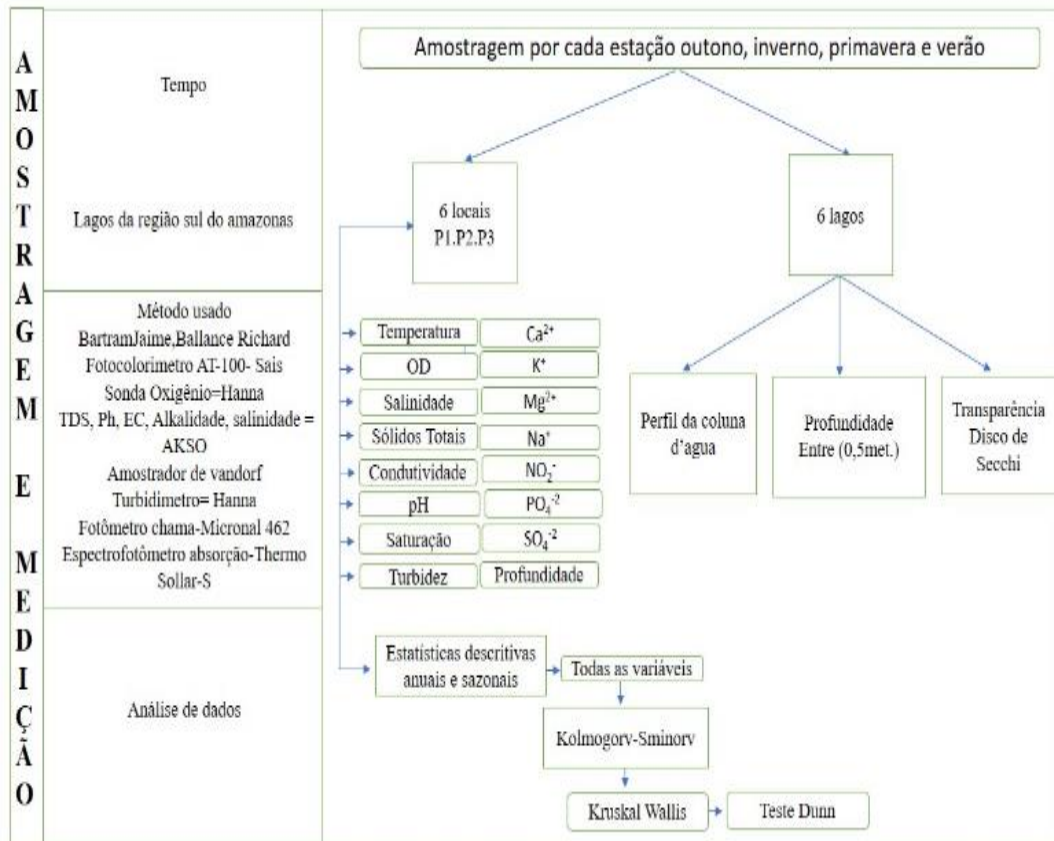 AMOSTRAGEM E MEDIÇÃO
Tempo
Lagos da região sul do amazonas
Método usado
BartramJaime,Ballance Richard
Fotocolorimetro AT-100- Sais
Sonda Oxigênio=Hanna
TDS, Ph, EC, Alkalidade, salinidade =
AKSO
Amostrador de vandorf
Turbidimetro= Hanna
Fotômetro chama-Micronal 462
Espectrofotômetro absorção-Thermo
Sollar-S
Análise de dados
Amostragem por cada estação outono, inverno, primavera e verão
6 locais
P1.P2.P3
6 lagos
Temperatura
Ca²⁺
OD
K⁺
Salinidade
Mg²⁺
Sólidos Totais
Na⁺
Condutividade
NO₂⁻
pH
PO₄⁻²
Saturação
SO₄⁻²
Turbidez
Profundidade
Perfil da coluna
d’agua
Profundidade
Entre (0,5met.)
Transparência
Disco de
Secchi
Estatísticas descritivas
anuais e sazonais
Todas as variáveis
Kolmogorv-Sminorv
Kruskal Wallis
Teste Dunn